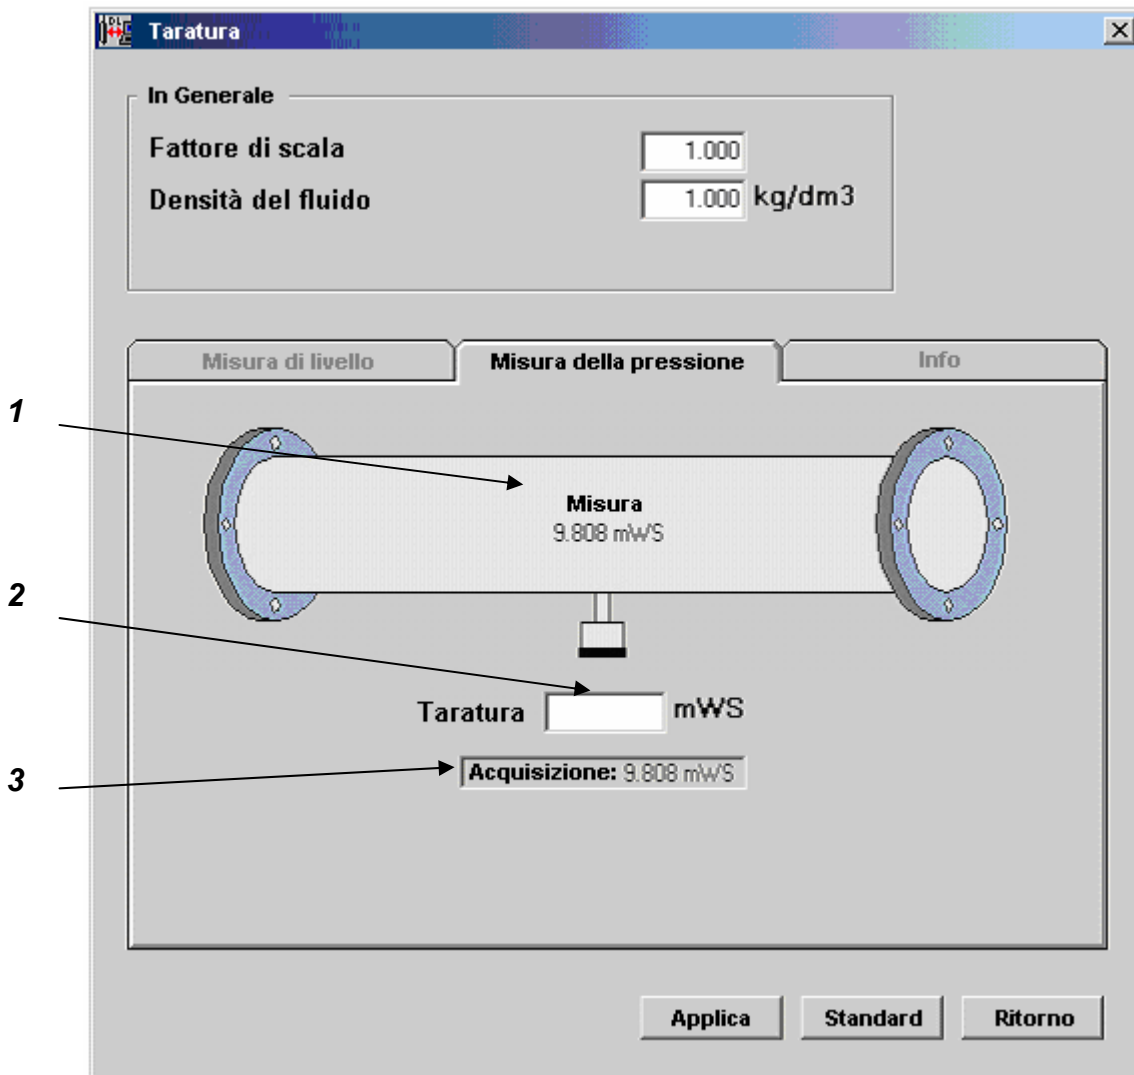 Taratura
In Generale
Fattore di scala 1.000
Densità del fluido 1.000 kg/dm3
Misura di livello Misura della pressione Info
1
Misura
9.808 mWS
2
Taratura mWS
3
Acquisizione: 9.808 mWS
Applica Standard Ritorno